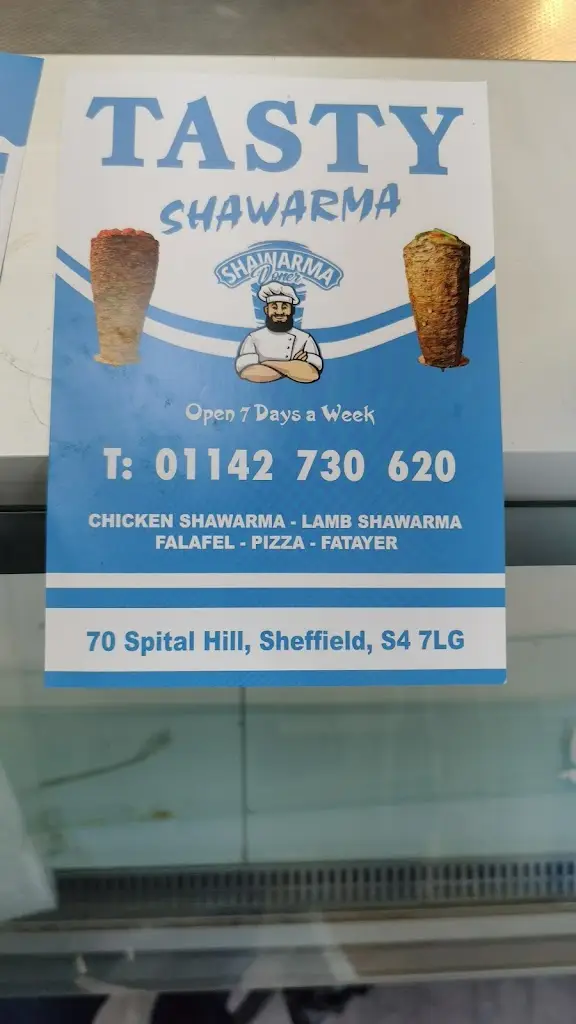 TASTY
SHAWARMA
SHAWARMA
Doner
Open 7 Days a Week
T: 01142 730 620
CHICKEN SHAWARMA - LAMB SHAWARMA
FALAFEL - PIZZA - FATAYER
70 Spital Hill, Sheffield, S4 7LG